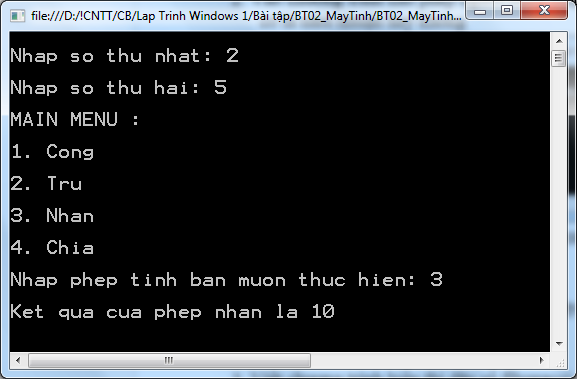 file:///D:/!CNTT/CB/Lap Trinh Windows 1/Bài tập/BT02_MayTinh/BT02_MayTinh...
Nhap so thu nhat: 2
Nhap so thu hai: 5
MAIN MENU :
1. Cong
2. Tru
3. Nhan
4. Chia
Nhap phep tinh ban muon thuc hien: 3
Ket qua cua phep nhan la 10